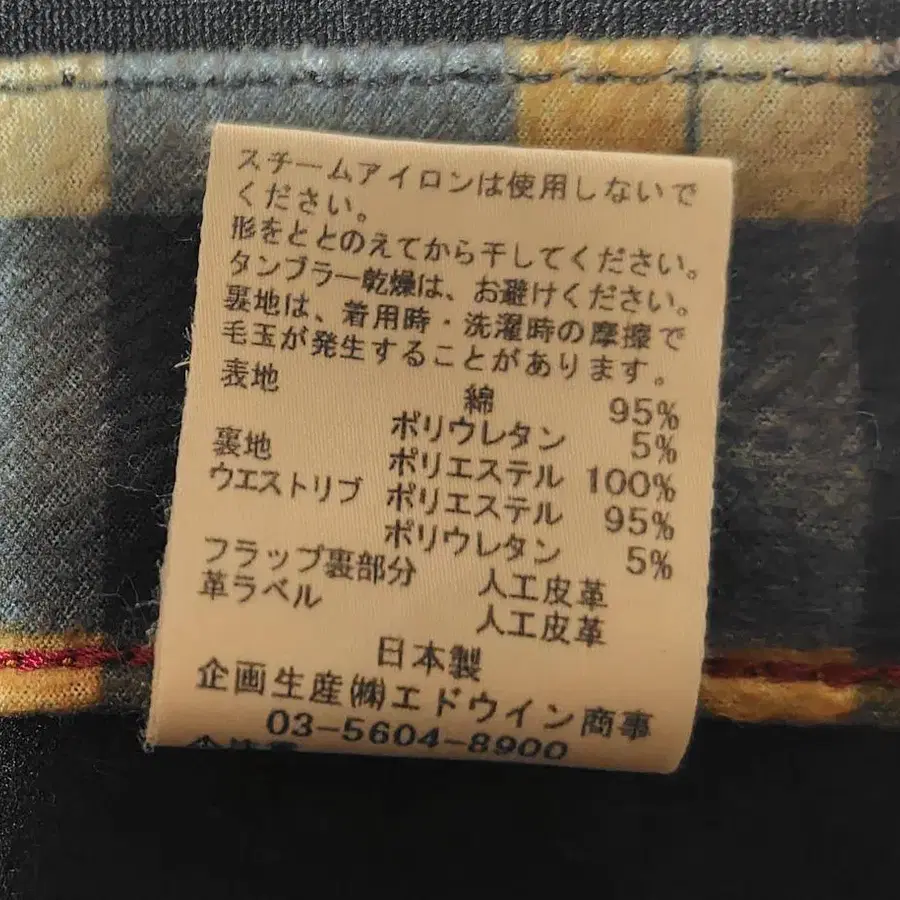 スチームアイロンは使用しないで
ください。
形をととのえてから干してください。
タンブラー乾燥は、お避けください。
裏地は、着用時・洗濯時の摩擦で
毛玉が発生することがあります。
表地 綿 95%
ポリウレタン 5%
裏地 ポリエステル 100%
ウエストリブ ポリエステル 95%
ポリウレタン 5%
フラップ裏部分 人工皮革
革ラベル 人工皮革
日本製
企画生産㈱エドウイン商事
03-5604-8900